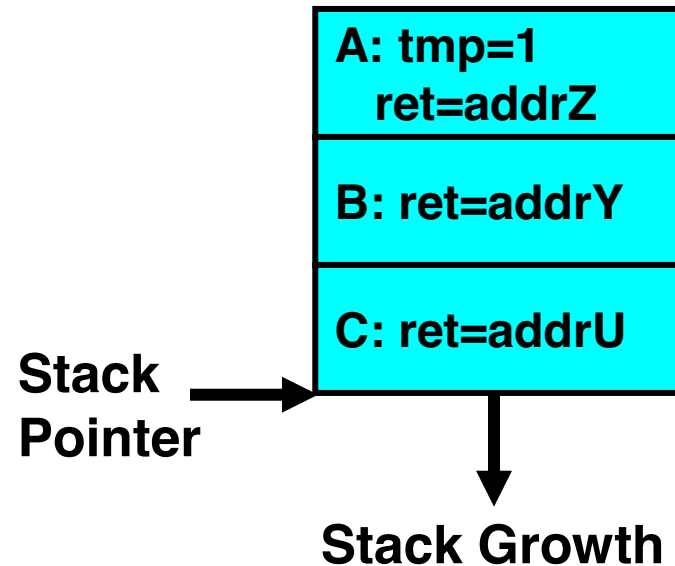 A: tmp=1
ret=addrZ
B: ret=addrY
C: ret=addrU
Stack
Pointer
Stack Growth